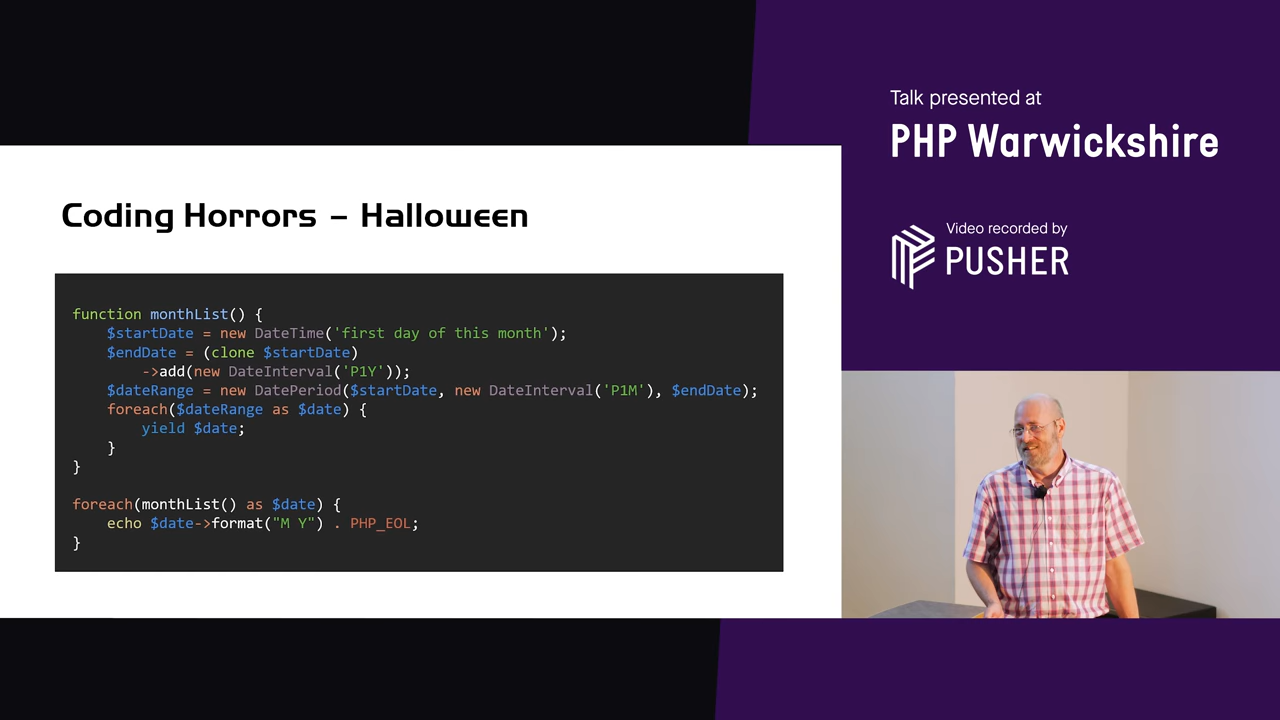 Talk presented at
PHP Warwickshire
Video recorded by
PUSHER
Coding Horrors – Halloween
function monthList() {
    $startDate = new DateTime('first day of this month');
    $endDate = (clone $startDate)
        ->add(new DateInterval('P1Y'));
    $dateRange = new DatePeriod($startDate, new DateInterval('P1M'), $endDate);
    foreach($dateRange as $date) {
        yield $date;
    }
}
foreach(monthList() as $date) {
    echo $date->format("M Y") . PHP_EOL;
}